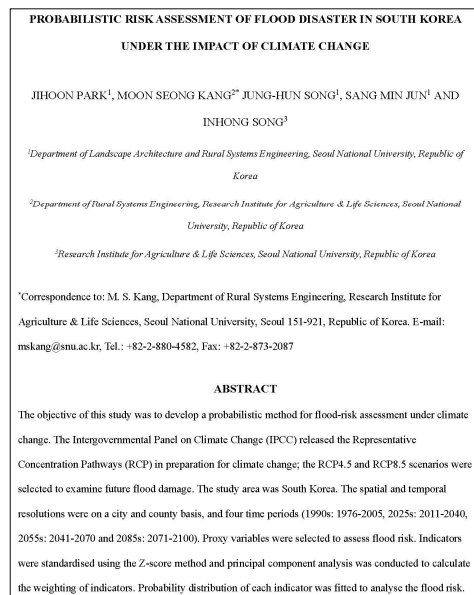 PROBABILISTIC RISK ASSESSMENT OF FLOOD DISASTER IN SOUTH KOREA
UNDER THE IMPACT OF CLIMATE CHANGE
JIHOON PARK1, MOON SEONG KANG2* JUNG-HUN SONG1, SANG MIN JUN1 AND
INHONG SONG3
1Department of Landscape Architecture and Rural Systems Engineering, Seoul National University, Republic of
Korea
2Department of Rural Systems Engineering, Research Institute for Agriculture & Life Sciences, Seoul National
University, Republic of Korea
3Research Institute for Agriculture & Life Sciences, Seoul National University, Republic of Korea
*Correspondence to: M. S. Kang, Department of Rural Systems Engineering, Research Institute for
Agriculture & Life Sciences, Seoul National University, Seoul 151-921, Republic of Korea. E-mail:
mskang@snu.ac.kr, Tel.: +82-2-880-4582, Fax: +82-2-873-2087
ABSTRACT
The objective of this study was to develop a probabilistic method for flood-risk assessment under climate
change. The Intergovernmental Panel on Climate Change (IPCC) released the Representative
Concentration Pathways (RCP) in preparation for climate change; the RCP4.5 and RCP8.5 scenarios were
selected to examine future flood damage. The study area was South Korea. The spatial and temporal
resolutions were on a city and county basis, and four time periods (1990s: 1976-2005, 2025s: 2011-2040,
2055s: 2041-2070 and 2085s: 2071-2100). Proxy variables were selected to assess flood risk. Indicators
were standardised using the Z-score method and principal component analysis was conducted to calculate
the weighting of indicators. Probability distribution of each indicator was fitted to analyse the flood risk.